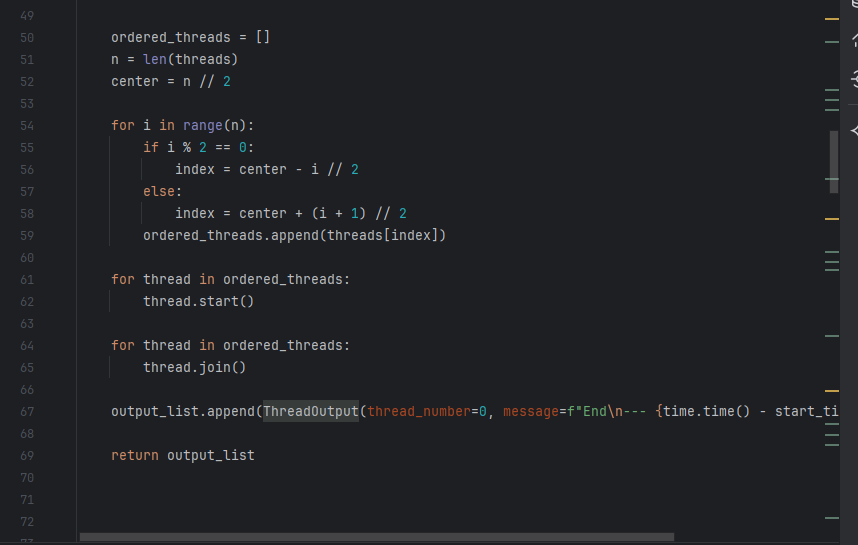 49
50 ordered_threads = []
51 n = len(threads)
52 center = n // 2
53
54 for i in range(n):
55 if i % 2 == 0:
56 index = center - i // 2
57 else:
58 index = center + (i + 1) // 2
59 ordered_threads.append(threads[index])
60
61 for thread in ordered_threads:
62 thread.start()
63
64 for thread in ordered_threads:
65 thread.join()
66
67 output_list.append(ThreadOutput(thread_number=0, message=f"End\n--- {time.time() - start_ti
68
69 return output_list
70
71
72
73